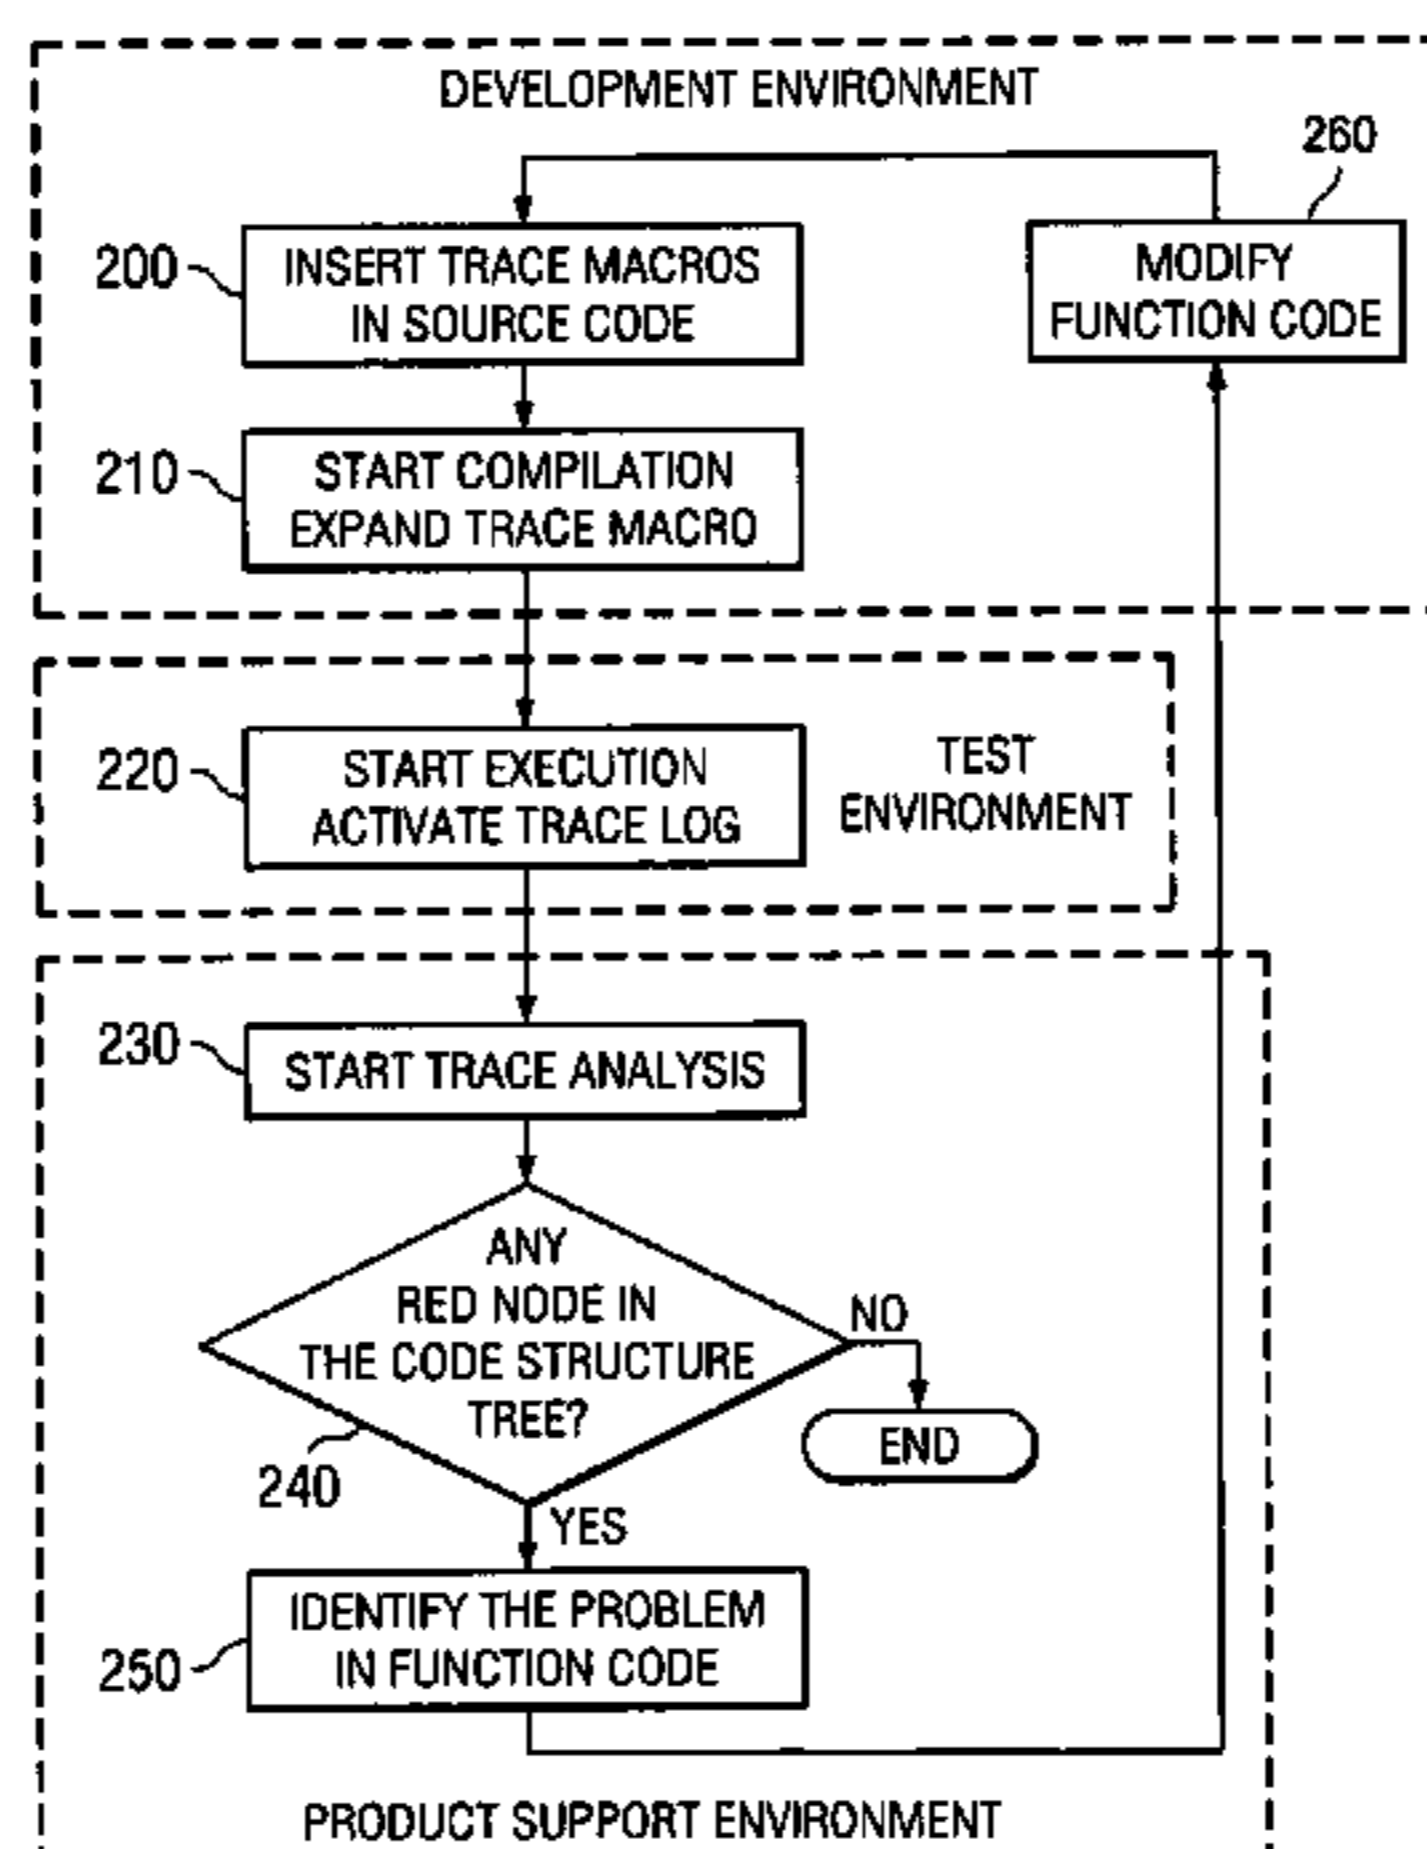 DEVELOPMENT ENVIRONMENT
260
200
INSERT TRACE MACROS
IN SOURCE CODE
MODIFY
FUNCTION CODE
210
START COMPILATION
EXPAND TRACE MACRO
220
START EXECUTION
ACTIVATE TRACE LOG
TEST
ENVIRONMENT
230
START TRACE ANALYSIS
ANY
RED NODE IN
THE CODE STRUCTURE
TREE?
NO
END
240
YES
250
IDENTIFY THE PROBLEM
IN FUNCTION CODE
PRODUCT SUPPORT ENVIRONMENT